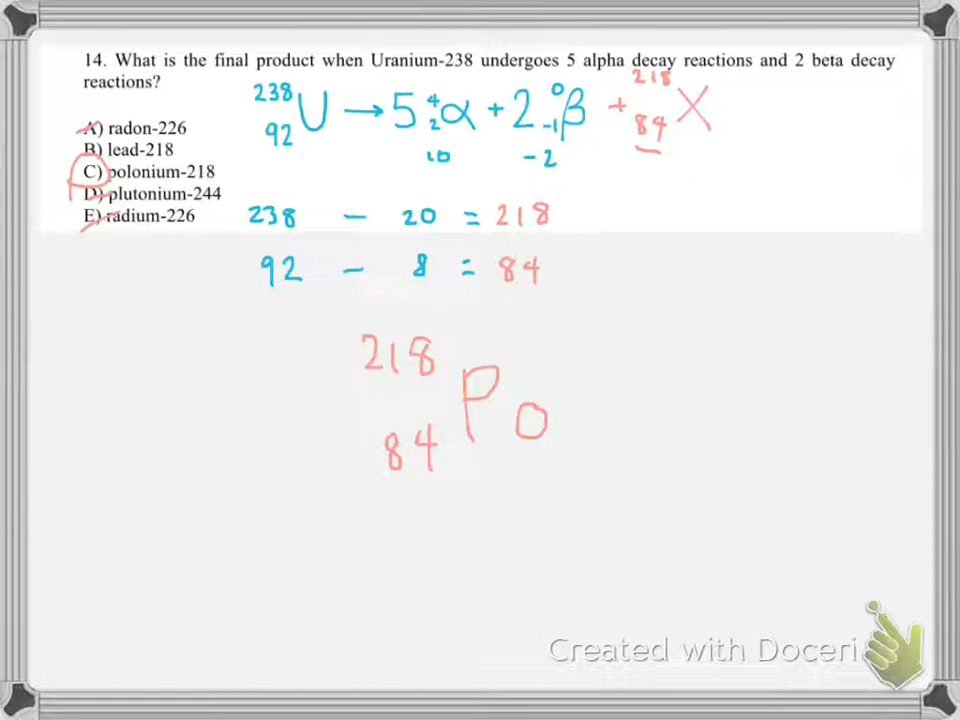 14. What is the final product when Uranium-238 undergoes 5 alpha decay reactions and 2 beta decay
reactions?
238 92 U → 5 4 2 α + 2 0 -1 β + 218 84 X
10 -2
A) radon-226
B) lead-218
C) polonium-218
D) plutonium-244
E) radium-226
238 - 20 = 218
92 - 8 = 84
218
84 Po
Created with Doceri